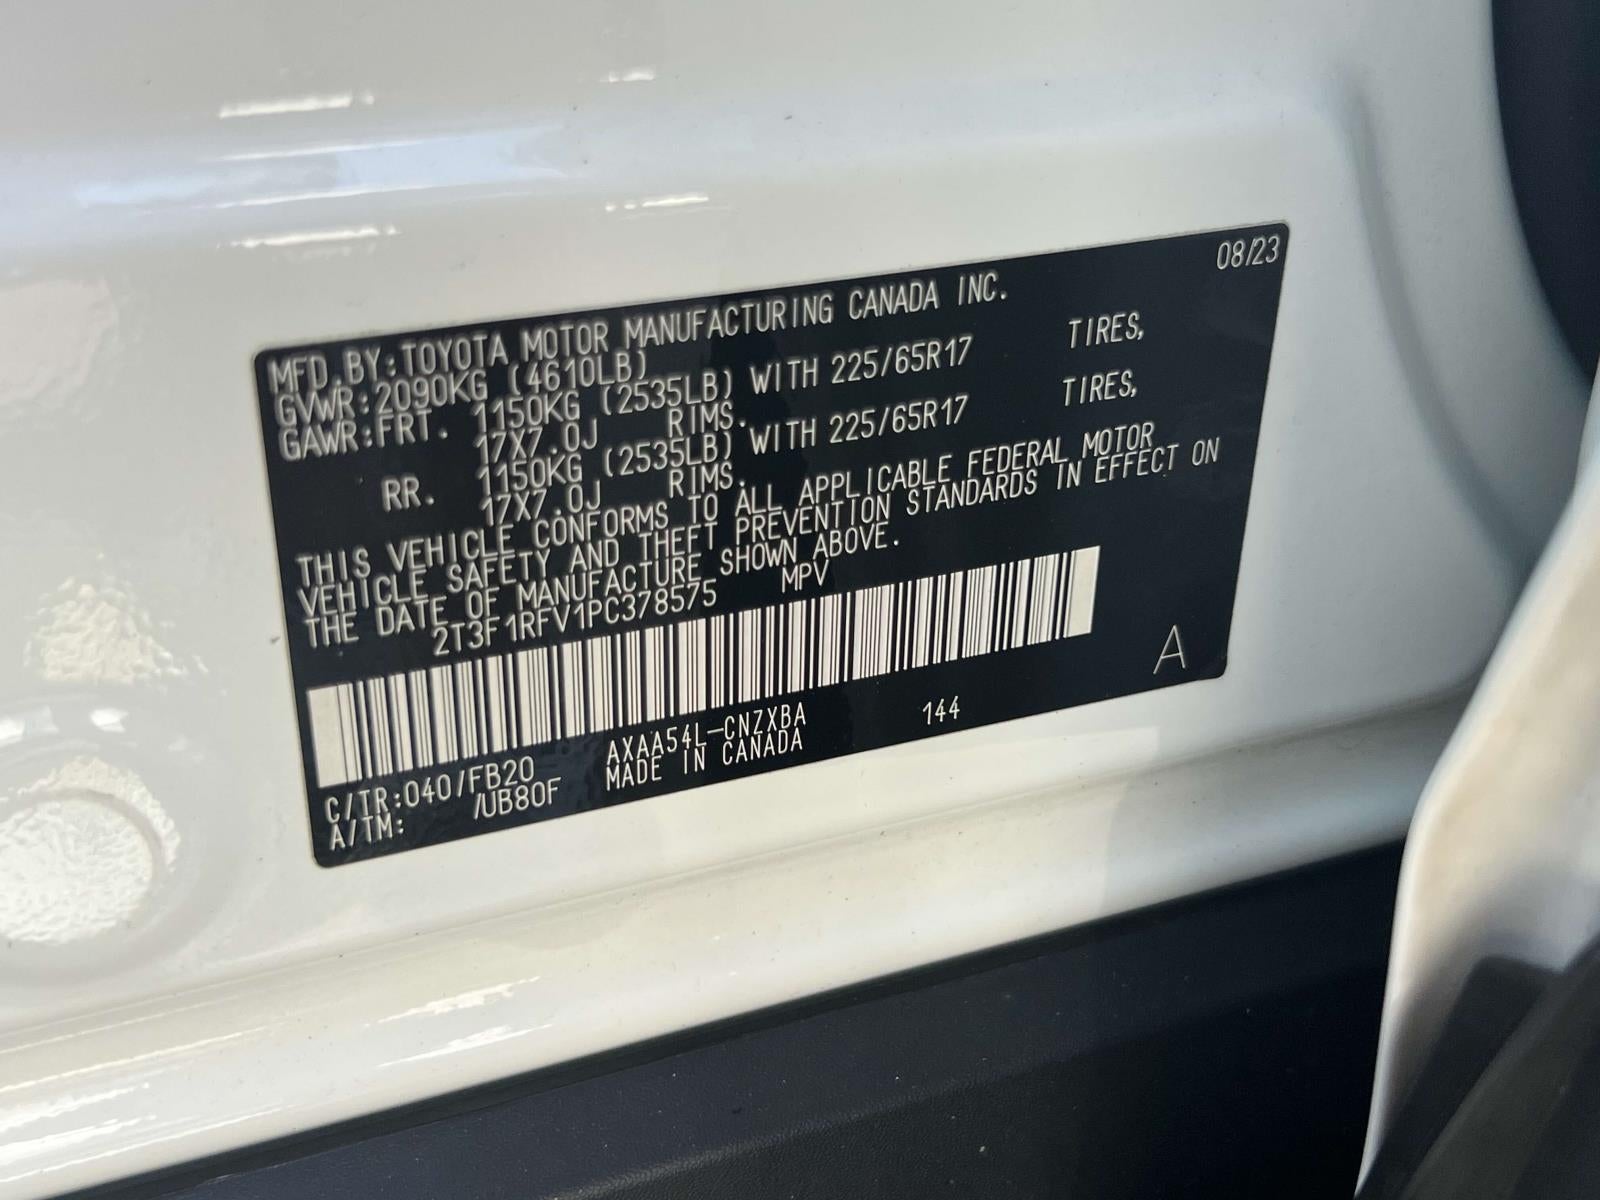 08/23
MFD.BY:TOYOTA MOTOR MANUFACTURING CANADA INC.
GVWR:2090KG (4610LB)
GAWR:FRT. 1150KG (2535LB) WITH 225/65R17 TIRES,
17X7.0J RIMS.
RR. 1150KG (2535LB) WITH 225/65R17 TIRES,
17X7.0J RIMS.
THIS VEHICLE CONFORMS TO ALL APPLICABLE FEDERAL MOTOR
VEHICLE SAFETY AND THEFT PREVENTION STANDARDS IN EFFECT ON
THE DATE OF MANUFACTURE SHOWN ABOVE.
2T3F1RFV1PC378575 MPV
A
C/TR:040/FB20 AXAA54L-CNZXBA 144
A/TM: /UB80F MADE IN CANADA